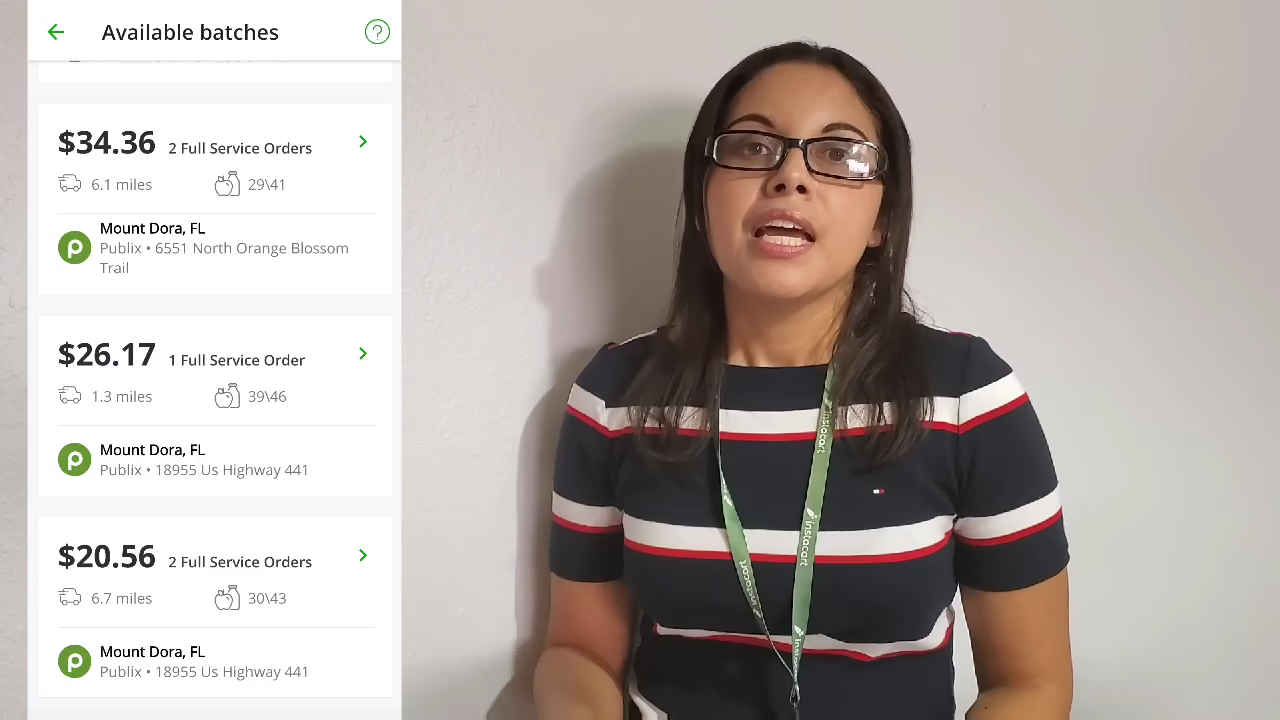 Available batches
?
$34.36 2 Full Service Orders
6.1 miles 29\41
Mount Dora, FL
Publix • 6551 North Orange Blossom
Trail
$26.17 1 Full Service Order
1.3 miles 39\46
Mount Dora, FL
Publix • 18955 Us Highway 441
$20.56 2 Full Service Orders
6.7 miles 30\43
Mount Dora, FL
Publix • 18955 Us Highway 441
instacart
instacart
instacart